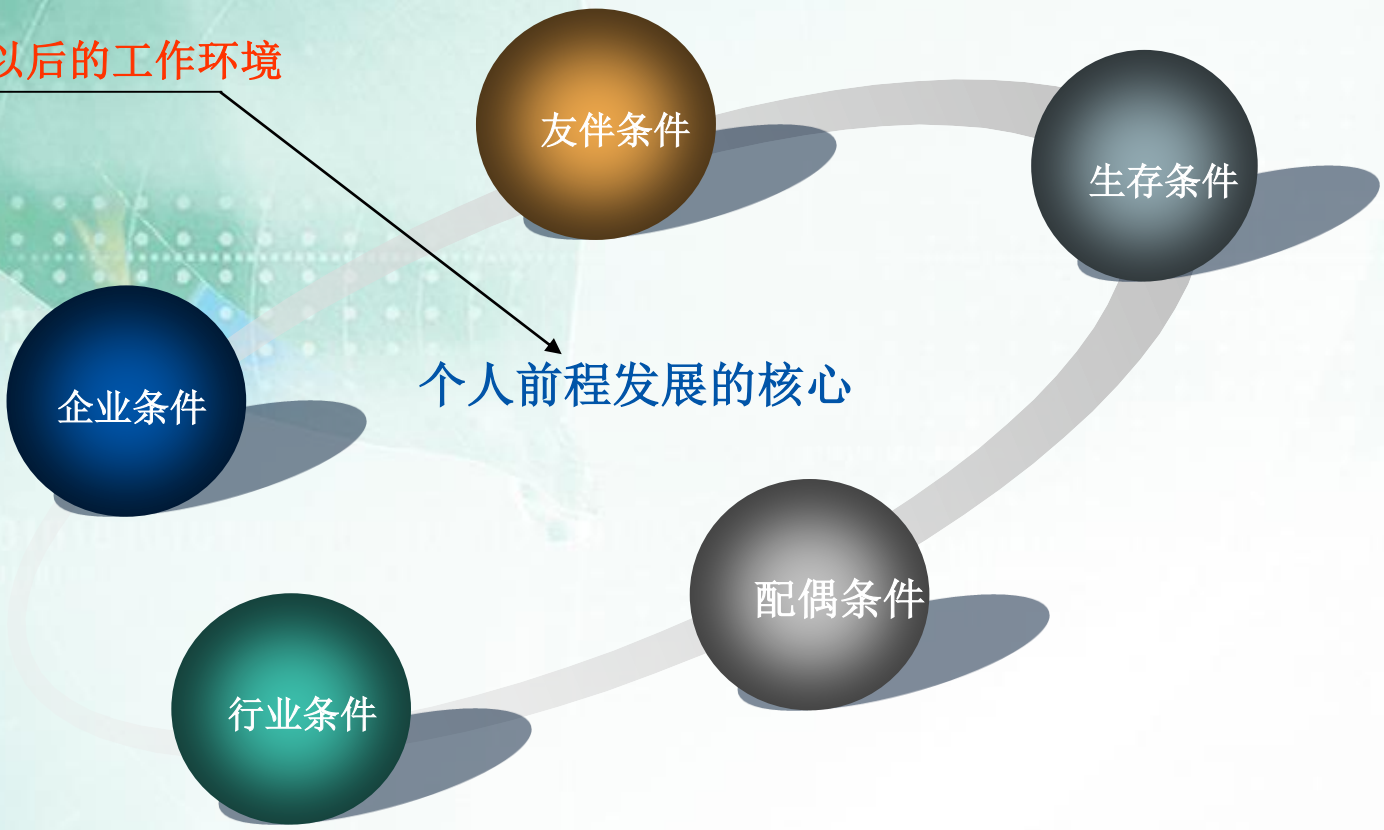 以后的工作环境
友伴条件
生存条件
个人前程发展的核心
企业条件
配偶条件
行业条件